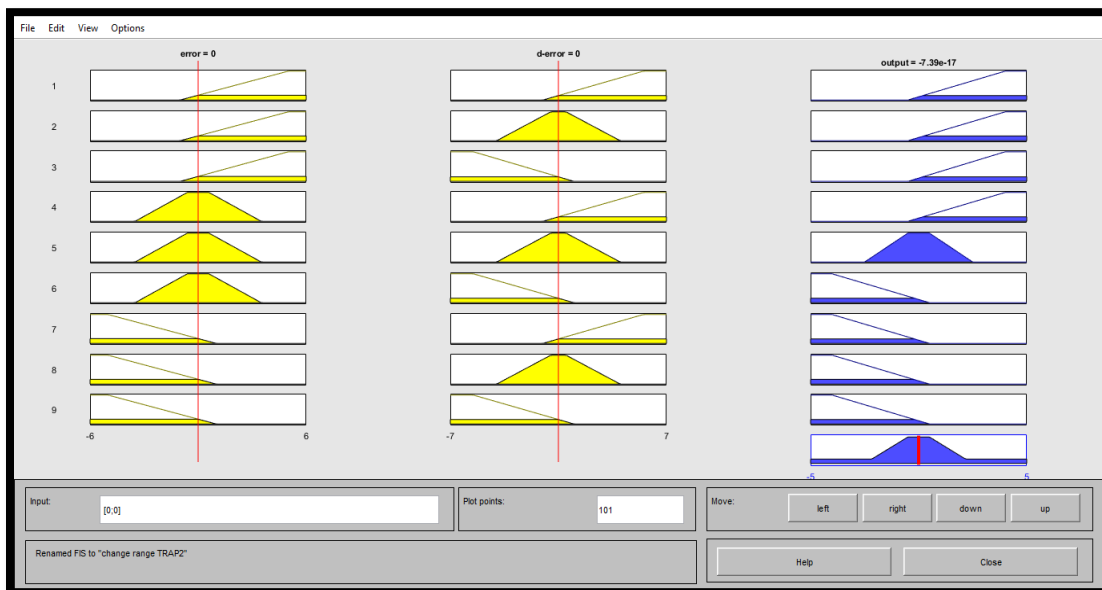 File Edit View Options
error = 0 d-error = 0 output = -7.39e-17
1
2
3
4
5
6
7
8
9
-6 6 -7 7
-5 5
Input: [0;0] Plot points: 101 Move: left right down up
Renamed FIS to "change range TRAP2" Help Close